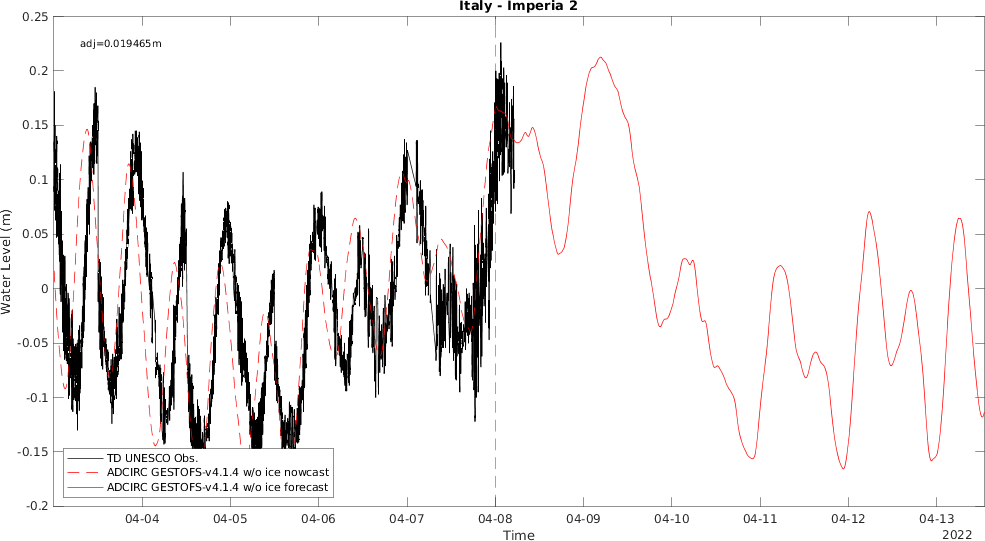 Italy - Imperia 2
adj=0.019465m
0.25
0.2
0.15
0.1
0.05
0
-0.05
-0.1
-0.15
-0.2
Water Level (m)
TD UNESCO Obs.
ADCIRC GESTOFS-v4.1.4 w/o ice nowcast
ADCIRC GESTOFS-v4.1.4 w/o ice forecast
04-04 04-05 04-06 04-07 04-08 04-09 04-10 04-11 04-12 04-13
Time
2022